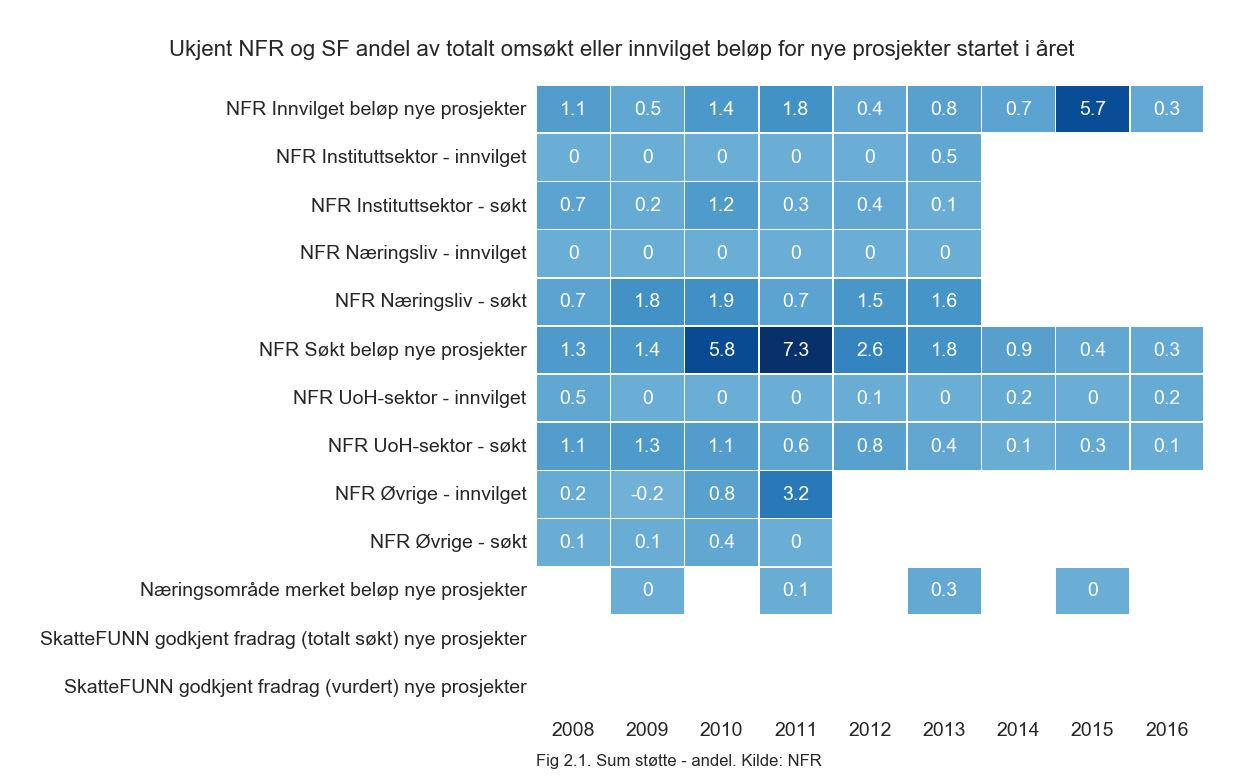 Ukjent NFR og SF andel av totalt omsøkt eller innvilget beløp for nye prosjekter startet i året
NFR Innvilget beløp nye prosjekter 1.1 0.5 1.4 1.8 0.4 0.8 0.7 5.7 0.3
NFR Instituttsektor - innvilget 0 0 0 0 0 0.5
NFR Instituttsektor - søkt 0.7 0.2 1.2 0.3 0.4 0.1
NFR Næringsliv - innvilget 0 0 0 0 0 0
NFR Næringsliv - søkt 0.7 1.8 1.9 0.7 1.5 1.6
NFR Søkt beløp nye prosjekter 1.3 1.4 5.8 7.3 2.6 1.8 0.9 0.4 0.3
NFR UoH-sektor - innvilget 0.5 0 0 0 0.1 0 0.2 0 0.2
NFR UoH-sektor - søkt 1.1 1.3 1.1 0.6 0.8 0.4 0.1 0.3 0.1
NFR Øvrige - innvilget 0.2 -0.2 0.8 3.2
NFR Øvrige - søkt 0.1 0.1 0.4 0
Næringsområde merket beløp nye prosjekter 0 0.1 0.3 0
SkatteFUNN godkjent fradrag (totalt søkt) nye prosjekter
SkatteFUNN godkjent fradrag (vurdert) nye prosjekter
2008 2009 2010 2011 2012 2013 2014 2015 2016
Fig 2.1. Sum støtte - andel. Kilde: NFR